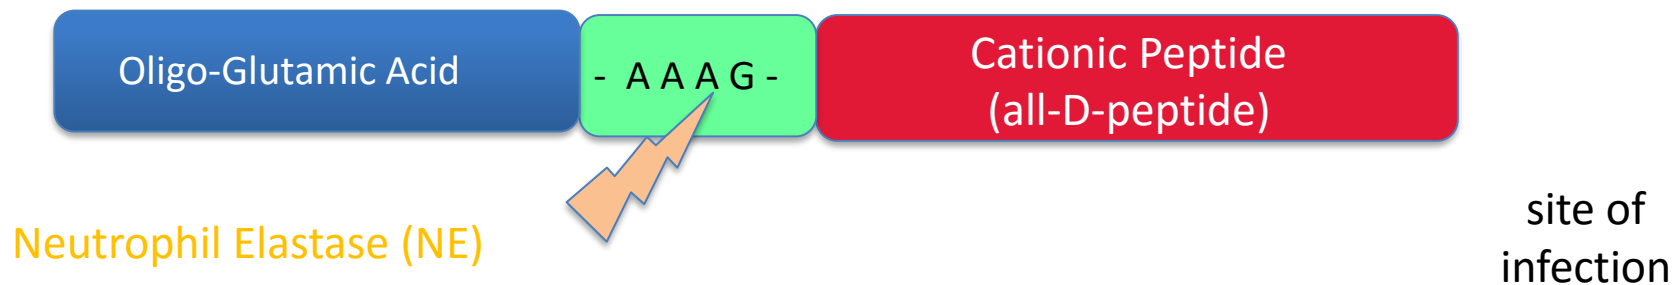 Oligo-Glutamic Acid
- A A A G -
Cationic Peptide
(all-D-peptide)
Neutrophil Elastase (NE)
site of
infection